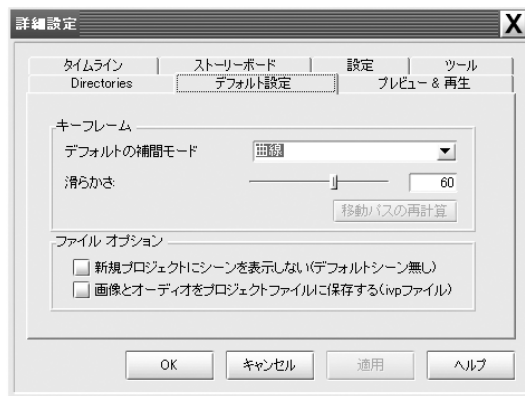 詳細設定
X
タイムライン ストーリーボード 設定 ツール
Directories デフォルト設定 プレビュー & 再生
キーフレーム
デフォルトの補間モード 曲線
滑らかさ: 60
移動パスの再計算
ファイル オプション
新規プロジェクトにシーンを表示しない(デフォルトシーン無し)
画像とオーディオをプロジェクトファイルに保存する(ivpファイル)
OK キャンセル 適用 ヘルプ